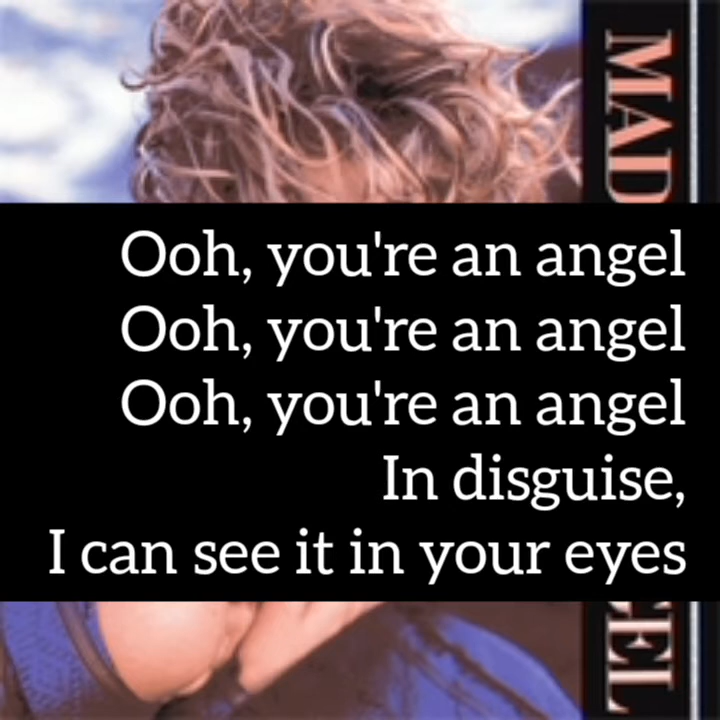 MAD
Ooh, you're an angel
Ooh, you're an angel
Ooh, you're an angel
In disguise,
I can see it in your eyes
EL